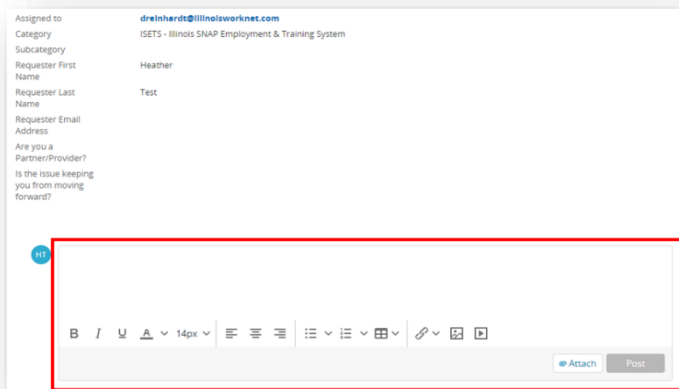 Assigned to dreinhardt@illinoisworknet.com
Category ISETS - Illinois SNAP Employment & Training System
Subcategory
Requester First Name Heather
Requester Last Name Test
Requester Email Address
Are you a Partner/Provider?
Is the issue keeping you from moving forward?
HT
B I U A 14px
Attach Post